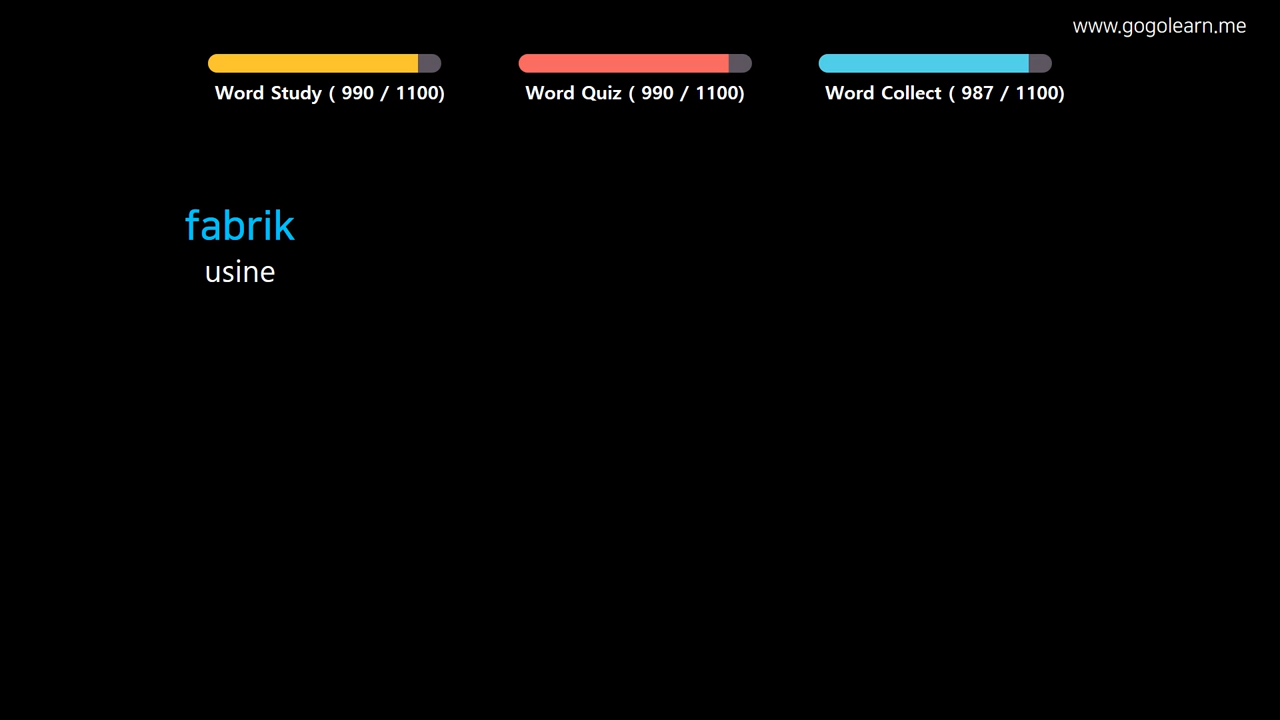 www.gogolearn.me
Word Study ( 990 / 1100)
Word Quiz ( 990 / 1100)
Word Collect ( 987 / 1100)
fabrik
usine